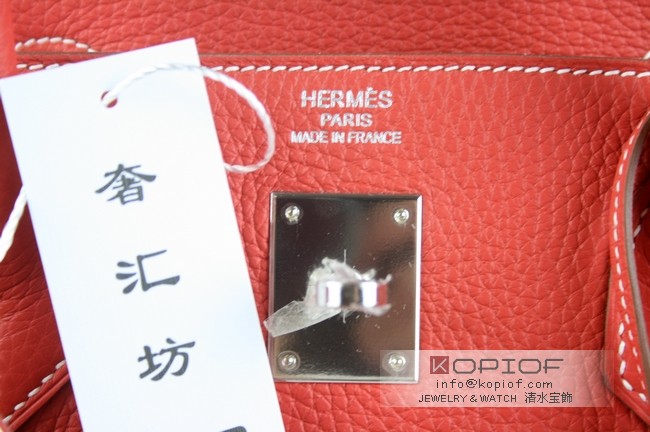 HERMÈS
PARIS
MADE IN FRANCE
奢
汇
坊
KOPIOF
info@kopiof.com
JEWELRY & WATCH 清水宝飾